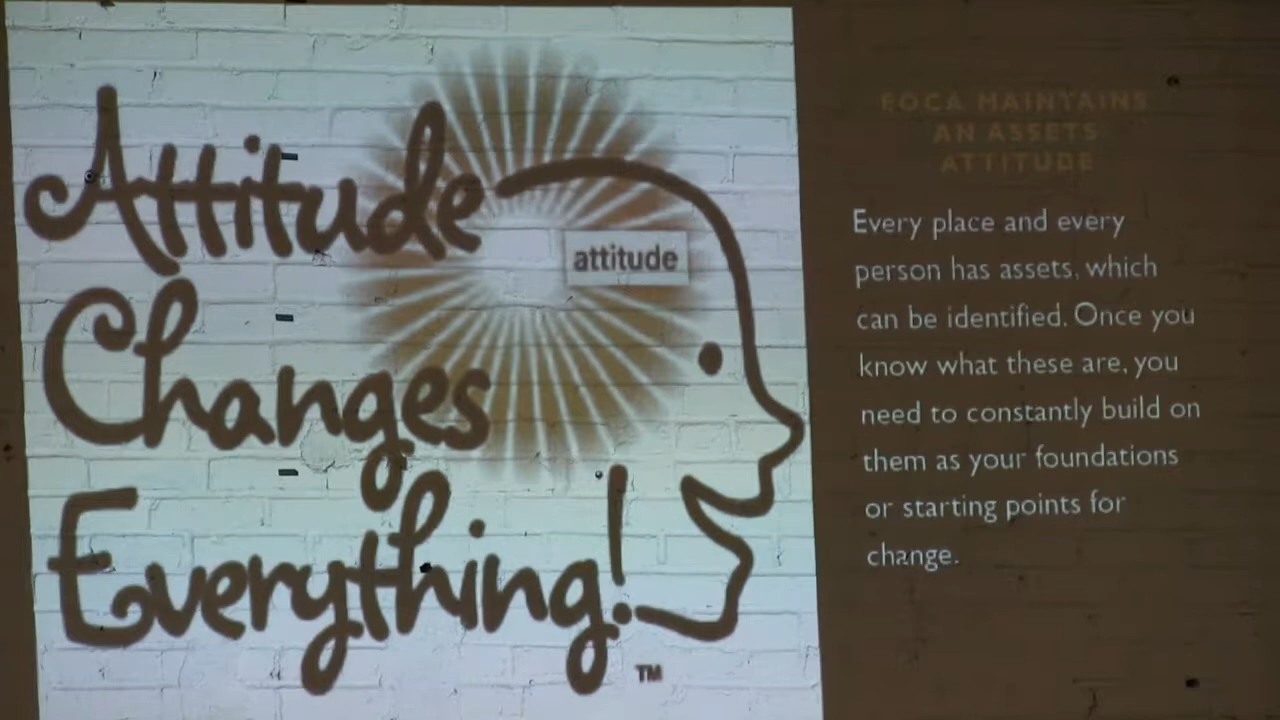 Attitude
Changes
Everything!
TM
attitude
EOCA MAINTAINS
AN ASSETS
ATTITUDE
Every place and every
person has assets, which
can be identified. Once you
know what these are, you
need to constantly build on
them as your foundations
or starting points for
change.